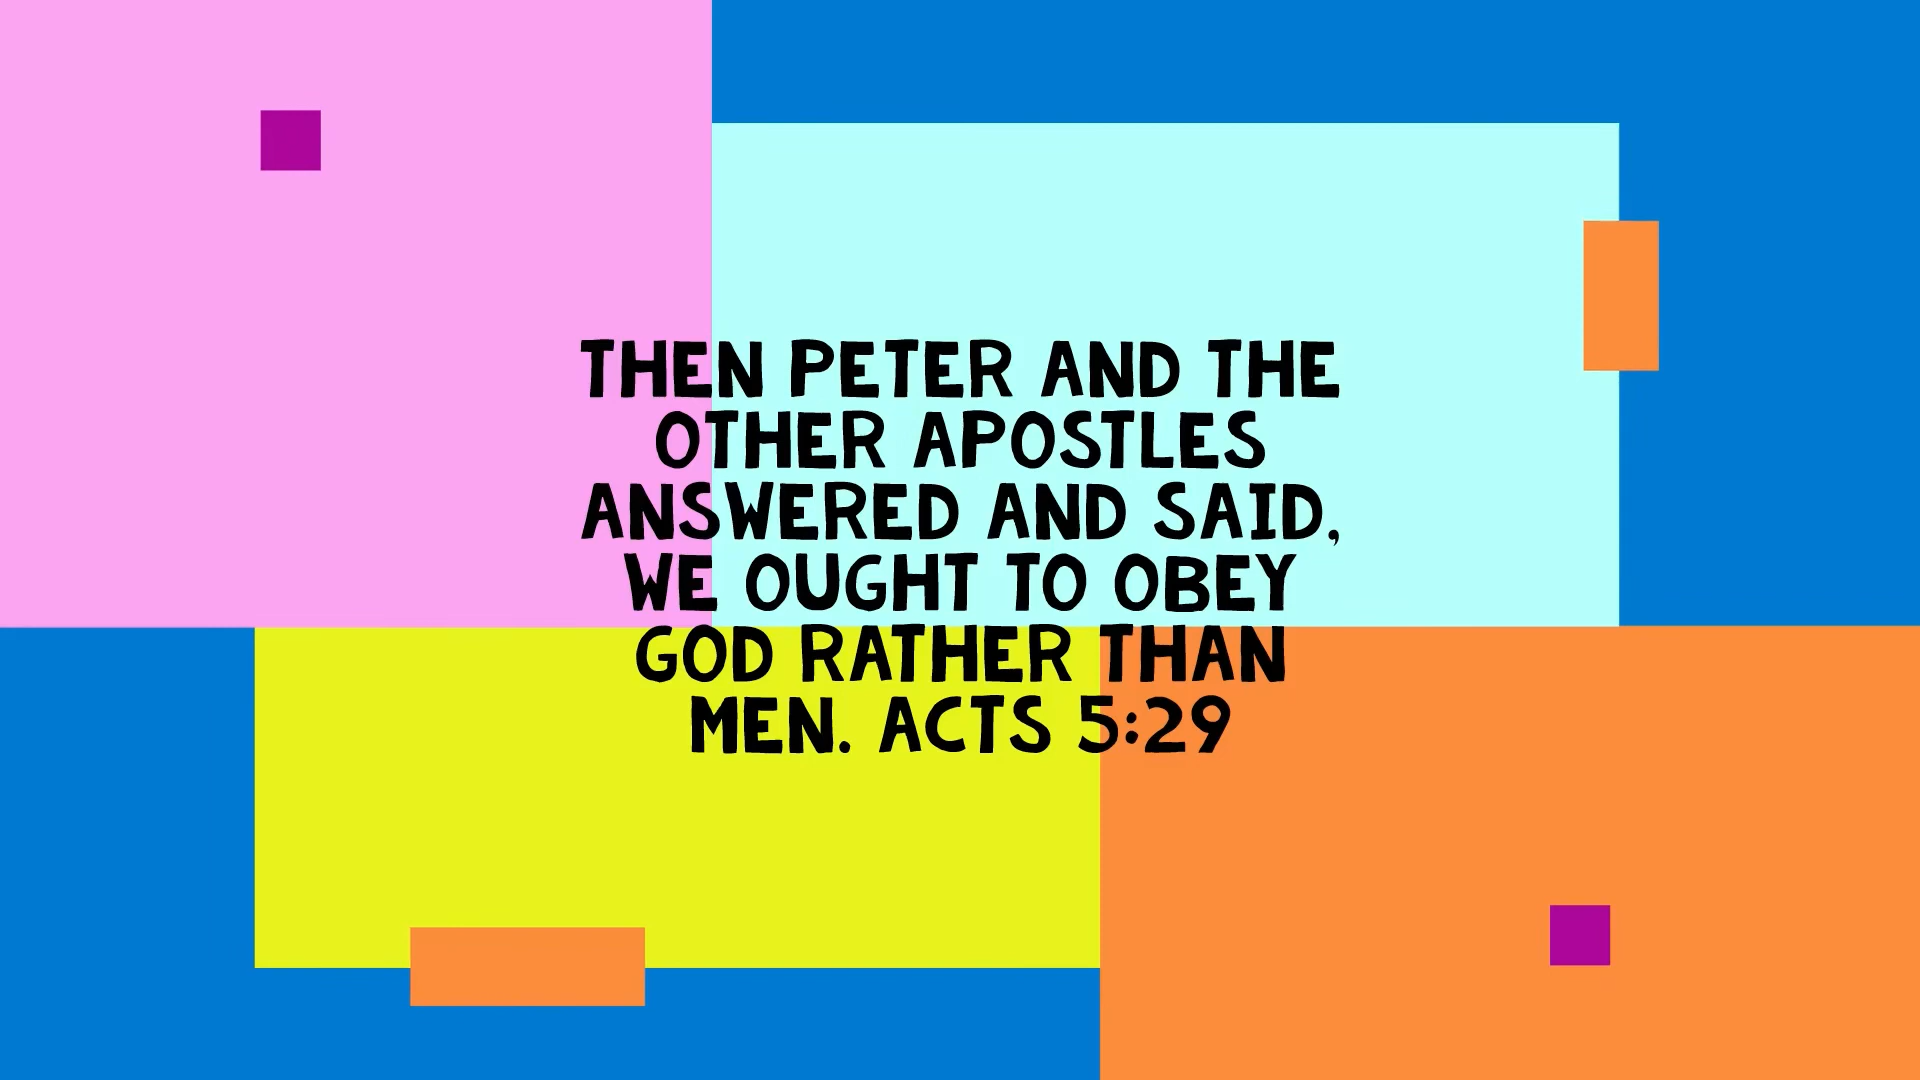 THEN PETER AND THE
OTHER APOSTLES
ANSWERED AND SAID,
WE OUGHT TO OBEY
GOD RATHER THAN
MEN. ACTS 5:29